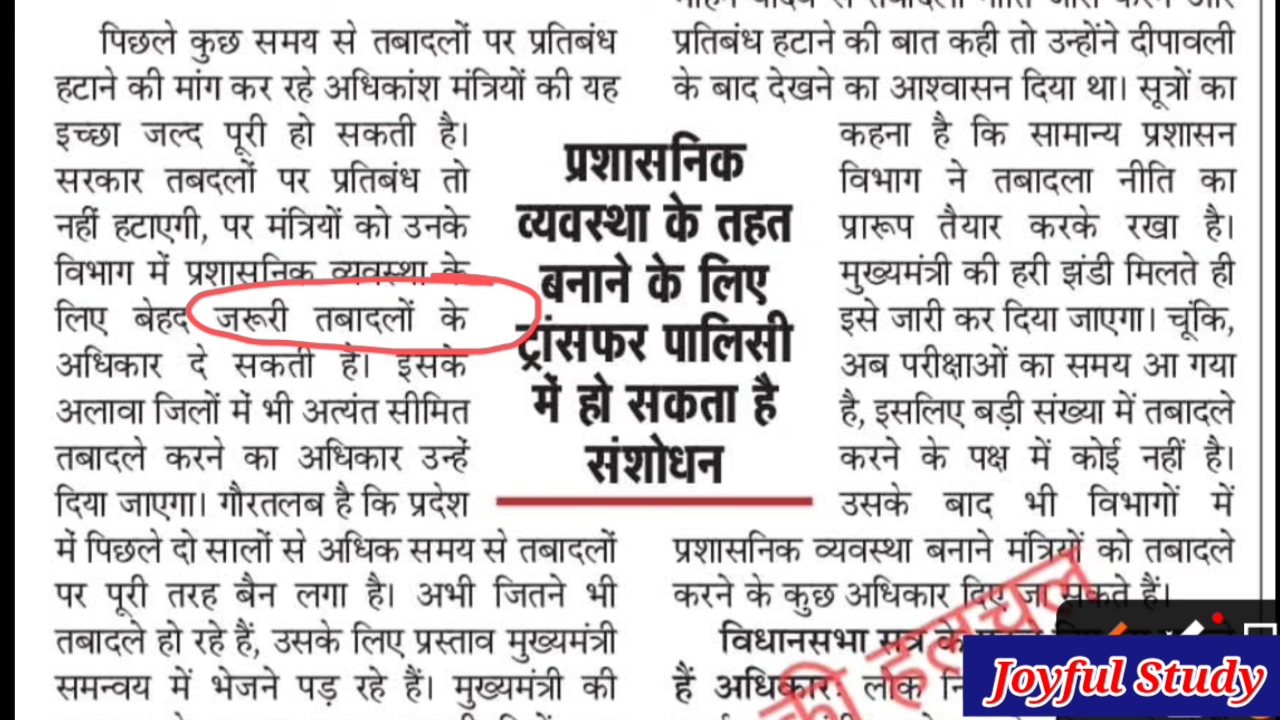 पिछले कुछ समय से तबादलों पर प्रतिबंध
हटाने की मांग कर रहे अधिकांश मंत्रियों की यह
इच्छा जल्द पूरी हो सकती है।
सरकार तबदलों पर प्रतिबंध तो
नहीं हटाएगी, पर मंत्रियों को उनके
विभाग में प्रशासनिक व्यवस्था के
लिए बेहद जरूरी तबादलों के
अधिकार दे सकती है। इसके
अलावा जिलों में भी अत्यंत सीमित
तबादले करने का अधिकार उन्हें
दिया जाएगा। गौरतलब है कि प्रदेश
में पिछले दो सालों से अधिक समय से तबादलों
पर पूरी तरह बैन लगा है। अभी जितने भी
तबादले हो रहे हैं, उसके लिए प्रस्ताव मुख्यमंत्री
समन्वय में भेजने पड़ रहे हैं। मुख्यमंत्री की
प्रशासनिक
व्यवस्था के तहत
बनाने के लिए
ट्रांसफर पालिसी
में हो सकता है
संशोधन
प्रतिबंध हटाने की बात कही तो उन्होंने दीपावली
के बाद देखने का आश्वासन दिया था। सूत्रों का
कहना है कि सामान्य प्रशासन
विभाग ने तबादला नीति का
प्रारूप तैयार करके रखा है।
मुख्यमंत्री की हरी झंडी मिलते ही
इसे जारी कर दिया जाएगा। चूंकि,
अब परीक्षाओं का समय आ गया
है, इसलिए बड़ी संख्या में तबादले
करने के पक्ष में कोई नहीं है।
उसके बाद भी विभागों में
प्रशासनिक व्यवस्था बनाने मंत्रियों को तबादले
करने के कुछ अधिकार दिए जा सकते हैं।
विधानसभा सत्र के
हैं अधिकार: लोक
की हलचल
Joyful Study